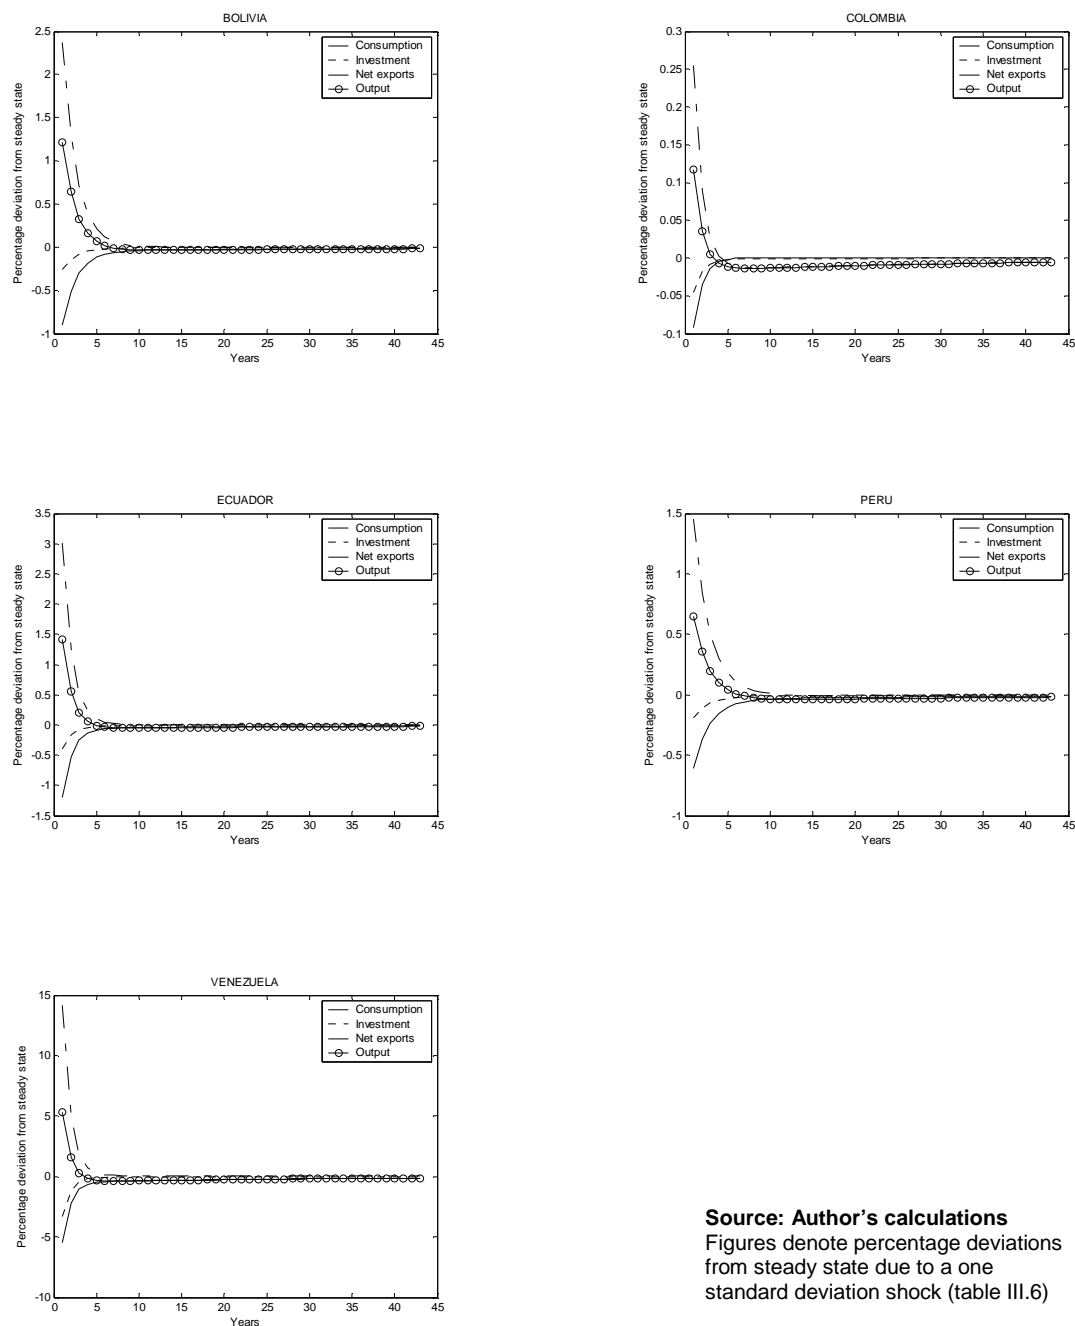 BOLIVIA
Percentage deviation from steady state
2.5
2
1.5
1
0.5
0
-0.5
-1
Consumption
Investment
Net exports
Output
0 5 10 15 20 25 30 35 40 45
Years
COLOMBIA
Percentage deviation from steady state
0.3
0.25
0.2
0.15
0.1
0.05
0
-0.05
-0.1
Consumption
Investment
Net exports
Output
0 5 10 15 20 25 30 35 40 45
Years
ECUADOR
Percentage deviation from steady state
3.5
3
2.5
2
1.5
1
0.5
0
-0.5
-1
-1.5
Consumption
Investment
Net exports
Output
0 5 10 15 20 25 30 35 40 45
Years
PERU
Percentage deviation from steady state
1.5
1
0.5
0
-0.5
-1
Consumption
Investment
Net exports
Output
0 5 10 15 20 25 30 35 40 45
Years
VENEZUELA
Percentage deviation from steady state
15
10
5
0
-5
-10
Consumption
Investment
Net exports
Output
0 5 10 15 20 25 30 35 40 45
Years
Source: Author's calculations
Figures denote percentage deviations
from steady state due to a one
standard deviation shock (table III.6)